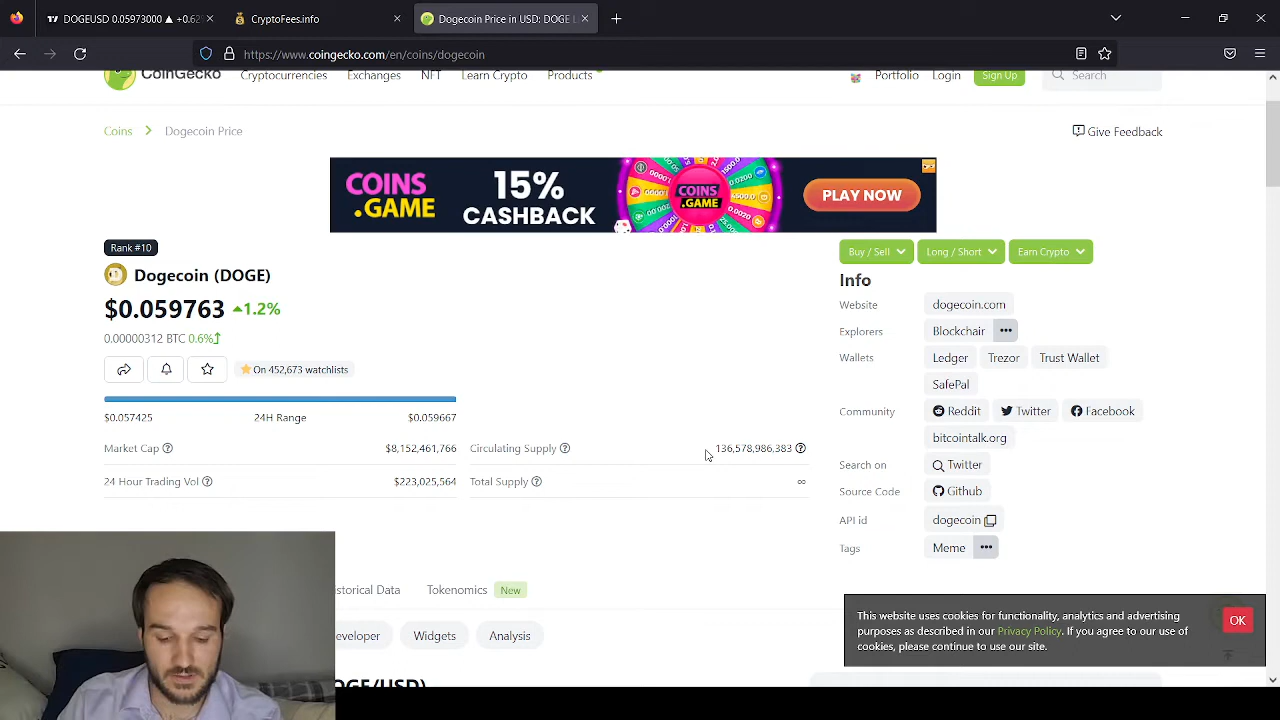 DOGEUSD 0.05973000 ▲ +0.62
CryptoFees.info
Dogecoin Price in USD: DOGE L
https://www.coingecko.com/en/coins/dogecoin
CoinGecko Cryptocurrencies Exchanges NFT Learn Crypto Products Portfolio Login Sign Up Search
Coins Dogecoin Price Give Feedback
COINS .GAME 15% CASHBACK COINS .GAME PLAY NOW
Rank #10
Dogecoin (DOGE)
$0.059763 1.2%
0.00000312 BTC 0.6%
On 452,673 watchlists
$0.057425 24H Range $0.059667
Market Cap $8,152,461,766
Circulating Supply 136,578,986,383
24 Hour Trading Vol $223,025,564
Total Supply ∞
Buy / Sell Long / Short Earn Crypto
Info
Website dogecoin.com
Explorers Blockchain •••
Wallets Ledger Trezor Trust Wallet
SafePal
Community Reddit Twitter Facebook
bitcointalk.org
Search on Twitter
Source Code Github
API id dogecoin
Tags Meme •••
istorical Data Tokenomics New
eveloper Widgets Analysis
OGE/USD)
This website uses cookies for functionality, analytics and advertising
purposes as described in our Privacy Policy. If you agree to our use of
cookies, please continue to use our site.
OK